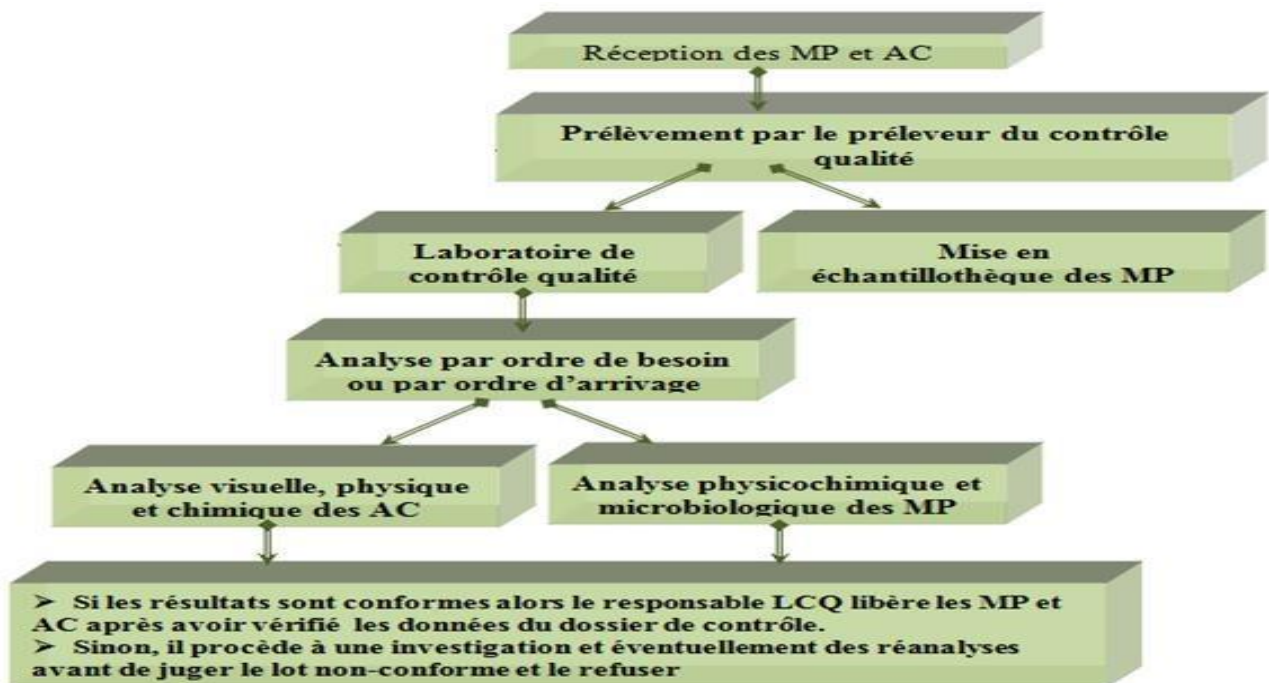 Réception des MP et AC
Prélèvement par le préleveur du contrôle
qualité
Laboratoire de
contrôle qualité
Mise en
échantillothèque des MP
Analyse par ordre de besoin
ou par ordre d’arrivage
Analyse visuelle, physique
et chimique des AC
Analyse physicochimique et
microbiologique des MP
➢ Si les résultats sont conformes alors le responsable LCQ libère les MP et
AC après avoir vérifié les données du dossier de contrôle.
➢ Sinon, il procède à une investigation et éventuellement des réanalyses
avant de juger le lot non-conforme et le refuser